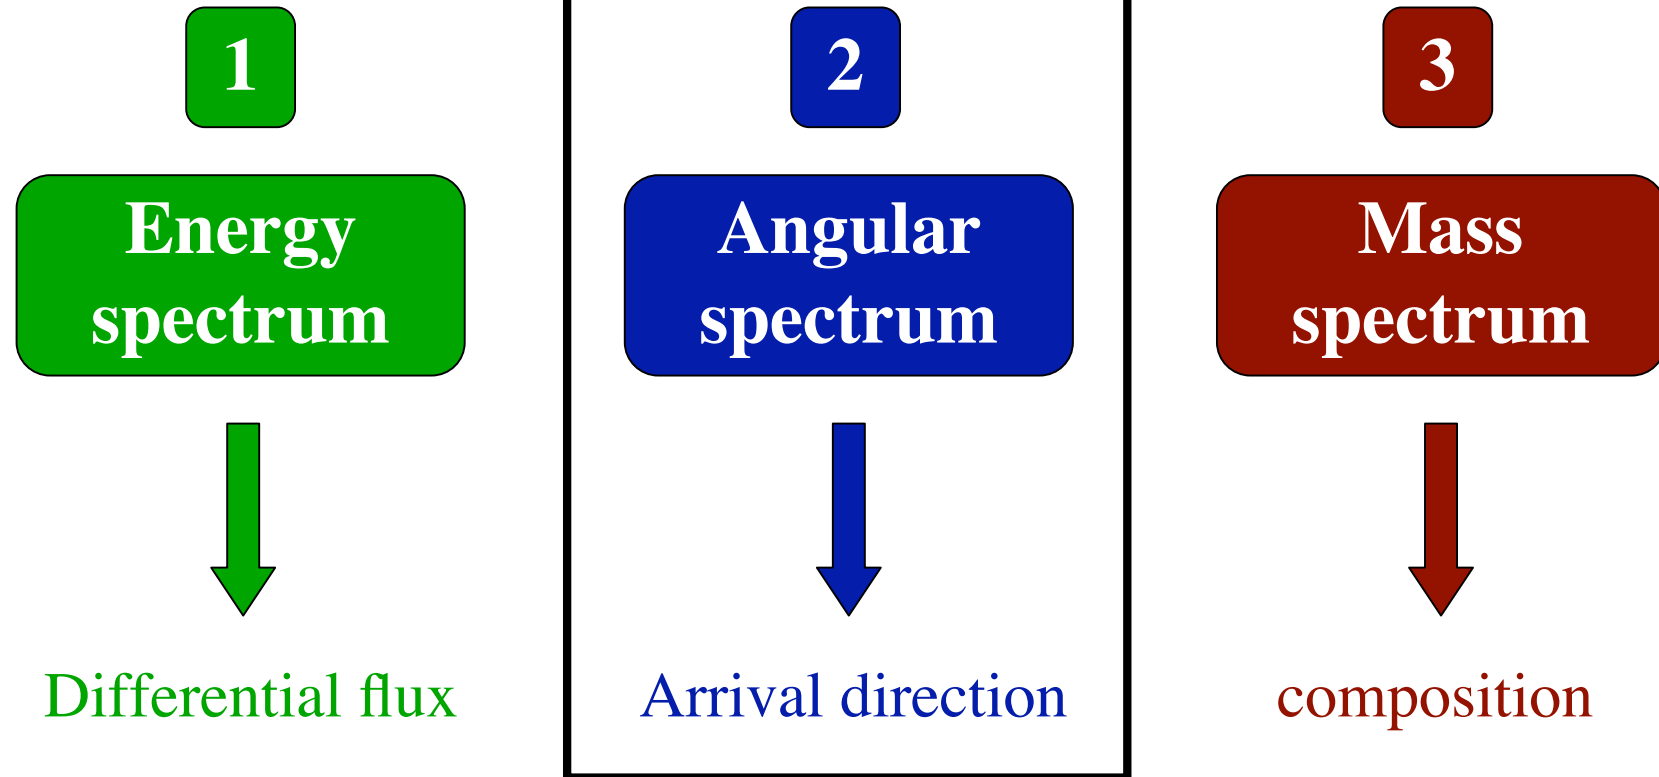 1
Energy
spectrum
Differential flux
2
Angular
spectrum
Arrival direction
3
Mass
spectrum
composition